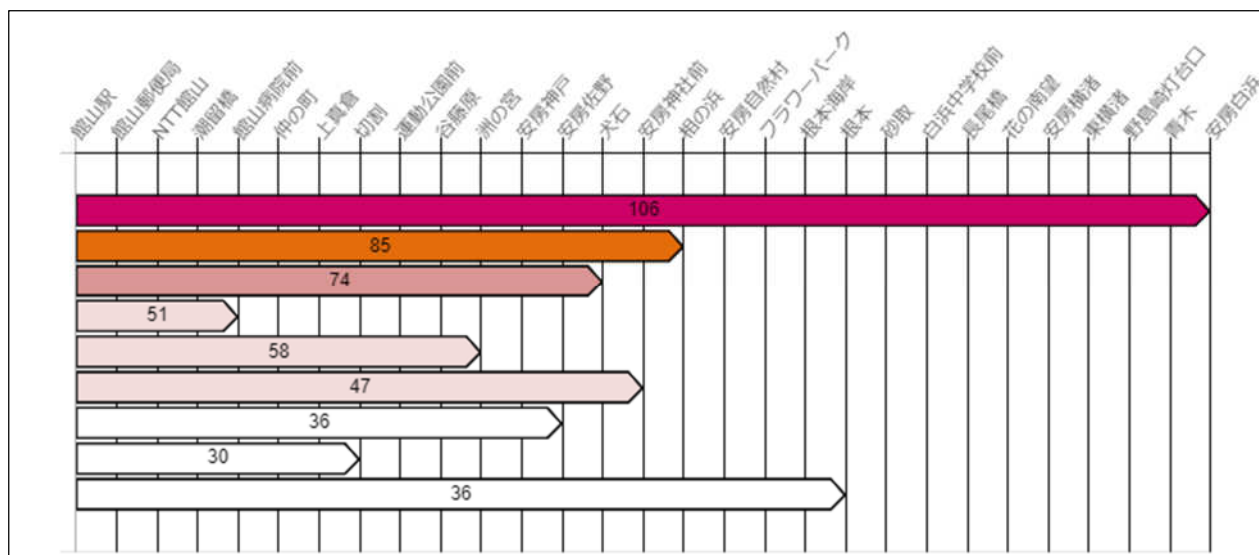 館山駅
館山郵便局
NTT館山
潮留橋
館山病院前
仲の町
上真倉
切割
運動公園前
谷藤原
洲の宮
安房神戸
安房佐野
犬石
安房神社前
相の浜
安房自然村
フラワーパーク
根本海岸
根本
砂取
白浜中学校前
長尾橋
花の南望
安房横渚
東横渚
野島崎灯台口
青木
安房白浜
106
85
74
51
58
47
36
30
36